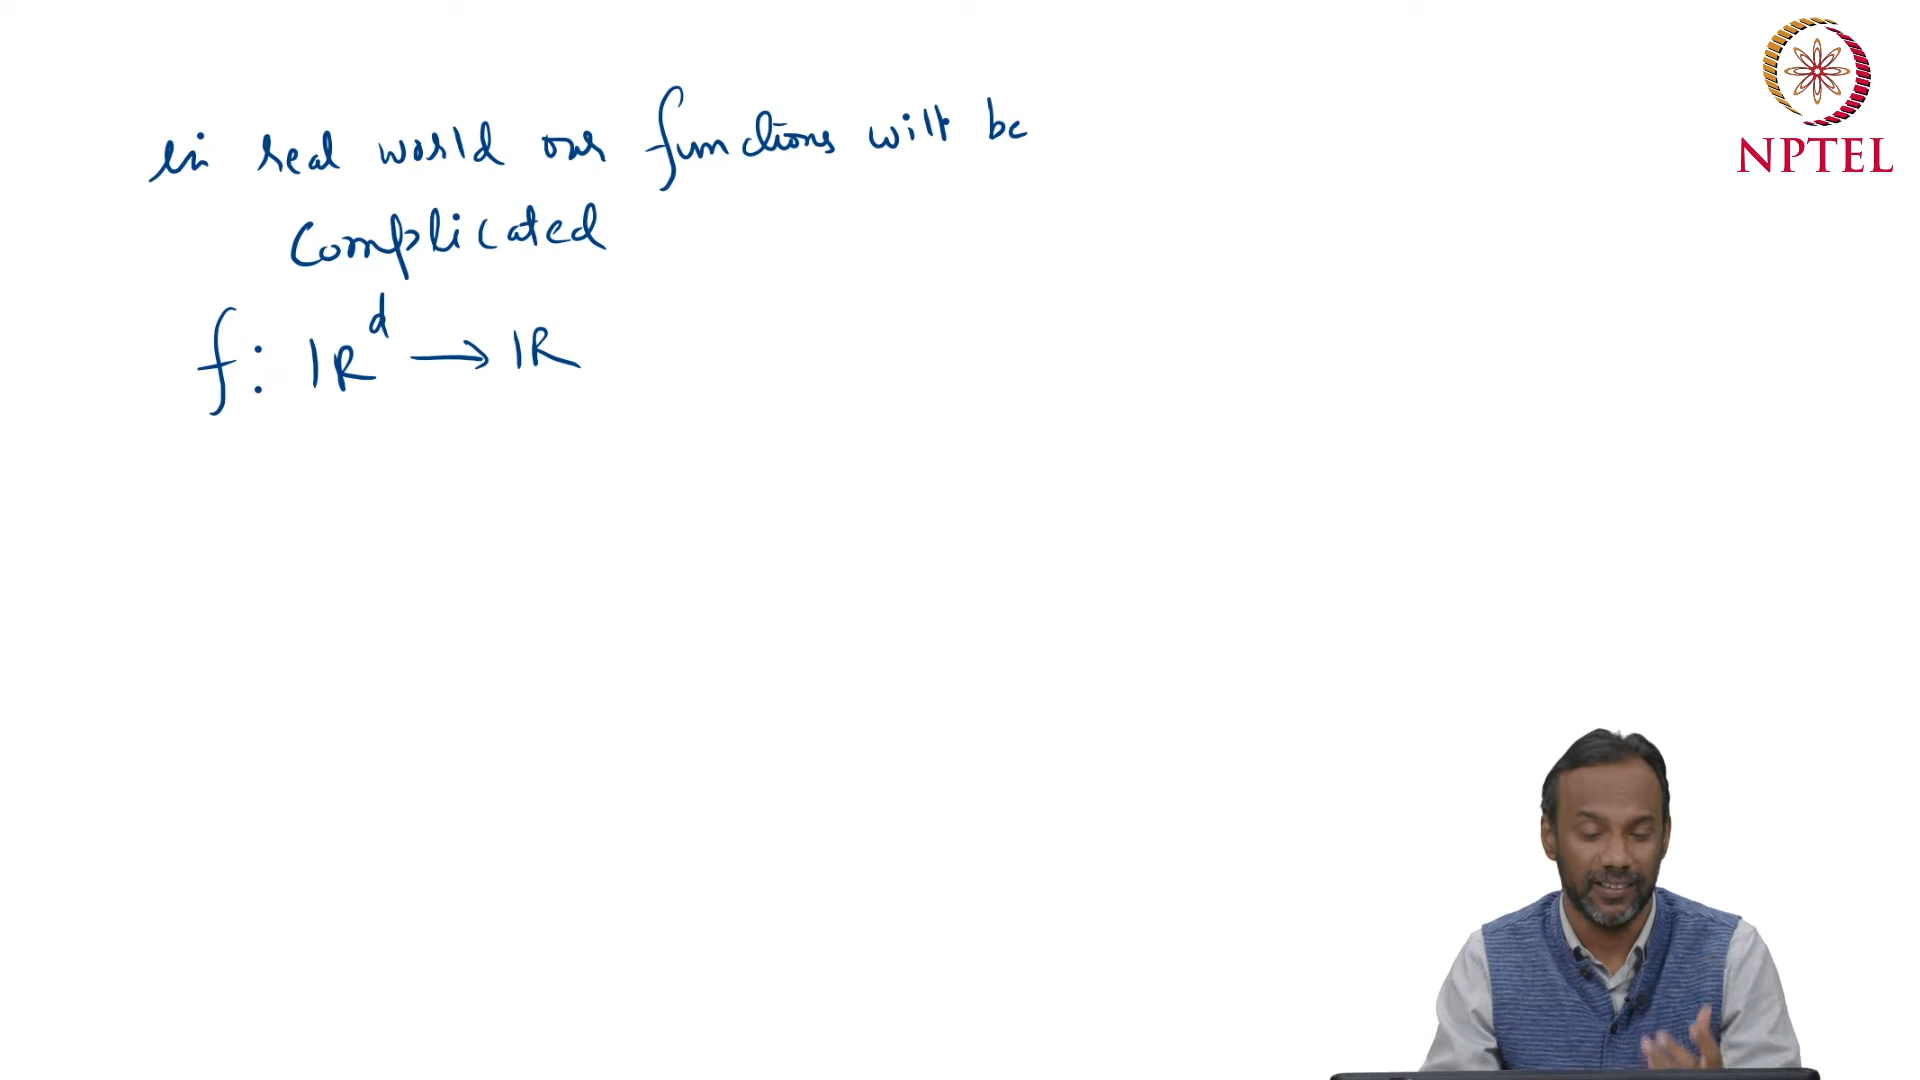 in real world our functions will be
complicated
f: ℝ^d → ℝ
NPTEL